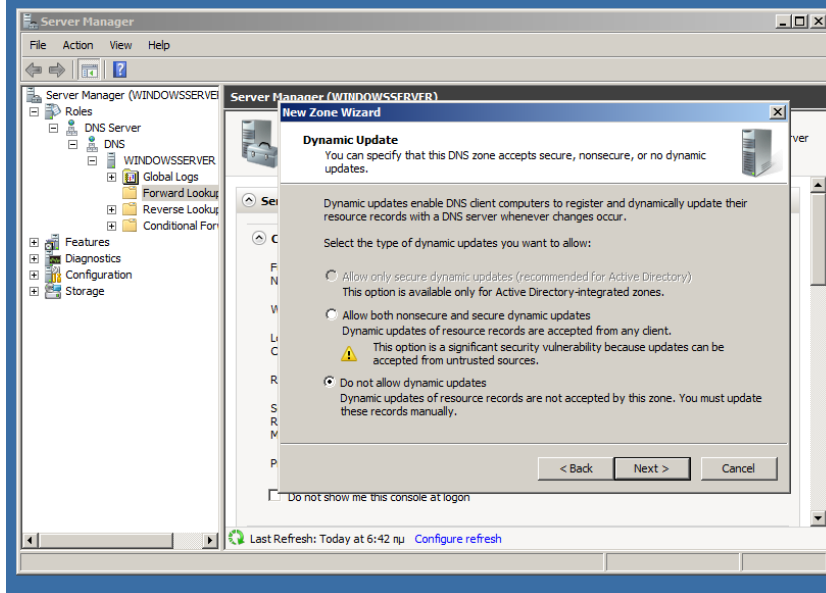 Server Manager
File Action View Help
Server Manager (WINDOWSSERVE
Roles
DNS Server
DNS
WINDOWSSERVER
Global Logs
Forward Lookup
Reverse Lookup
Conditional For
Features
Diagnostics
Configuration
Storage
Server Manager (WINDOWSSERVER)
New Zone Wizard
Dynamic Update
You can specify that this DNS zone accepts secure, nonsecure, or no dynamic
updates.
Dynamic updates enable DNS client computers to register and dynamically update their
resource records with a DNS server whenever changes occur.
Select the type of dynamic updates you want to allow:
Allow only secure dynamic updates (recommended for Active Directory)
This option is available only for Active Directory-integrated zones.
Allow both nonsecure and secure dynamic updates
Dynamic updates of resource records are accepted from any client.
This option is a significant security vulnerability because updates can be
accepted from untrusted sources.
Do not allow dynamic updates
Dynamic updates of resource records are not accepted by this zone. You must update
these records manually.
< Back Next > Cancel
Do not show me this console at logon
Last Refresh: Today at 6:42 πμ Configure refresh